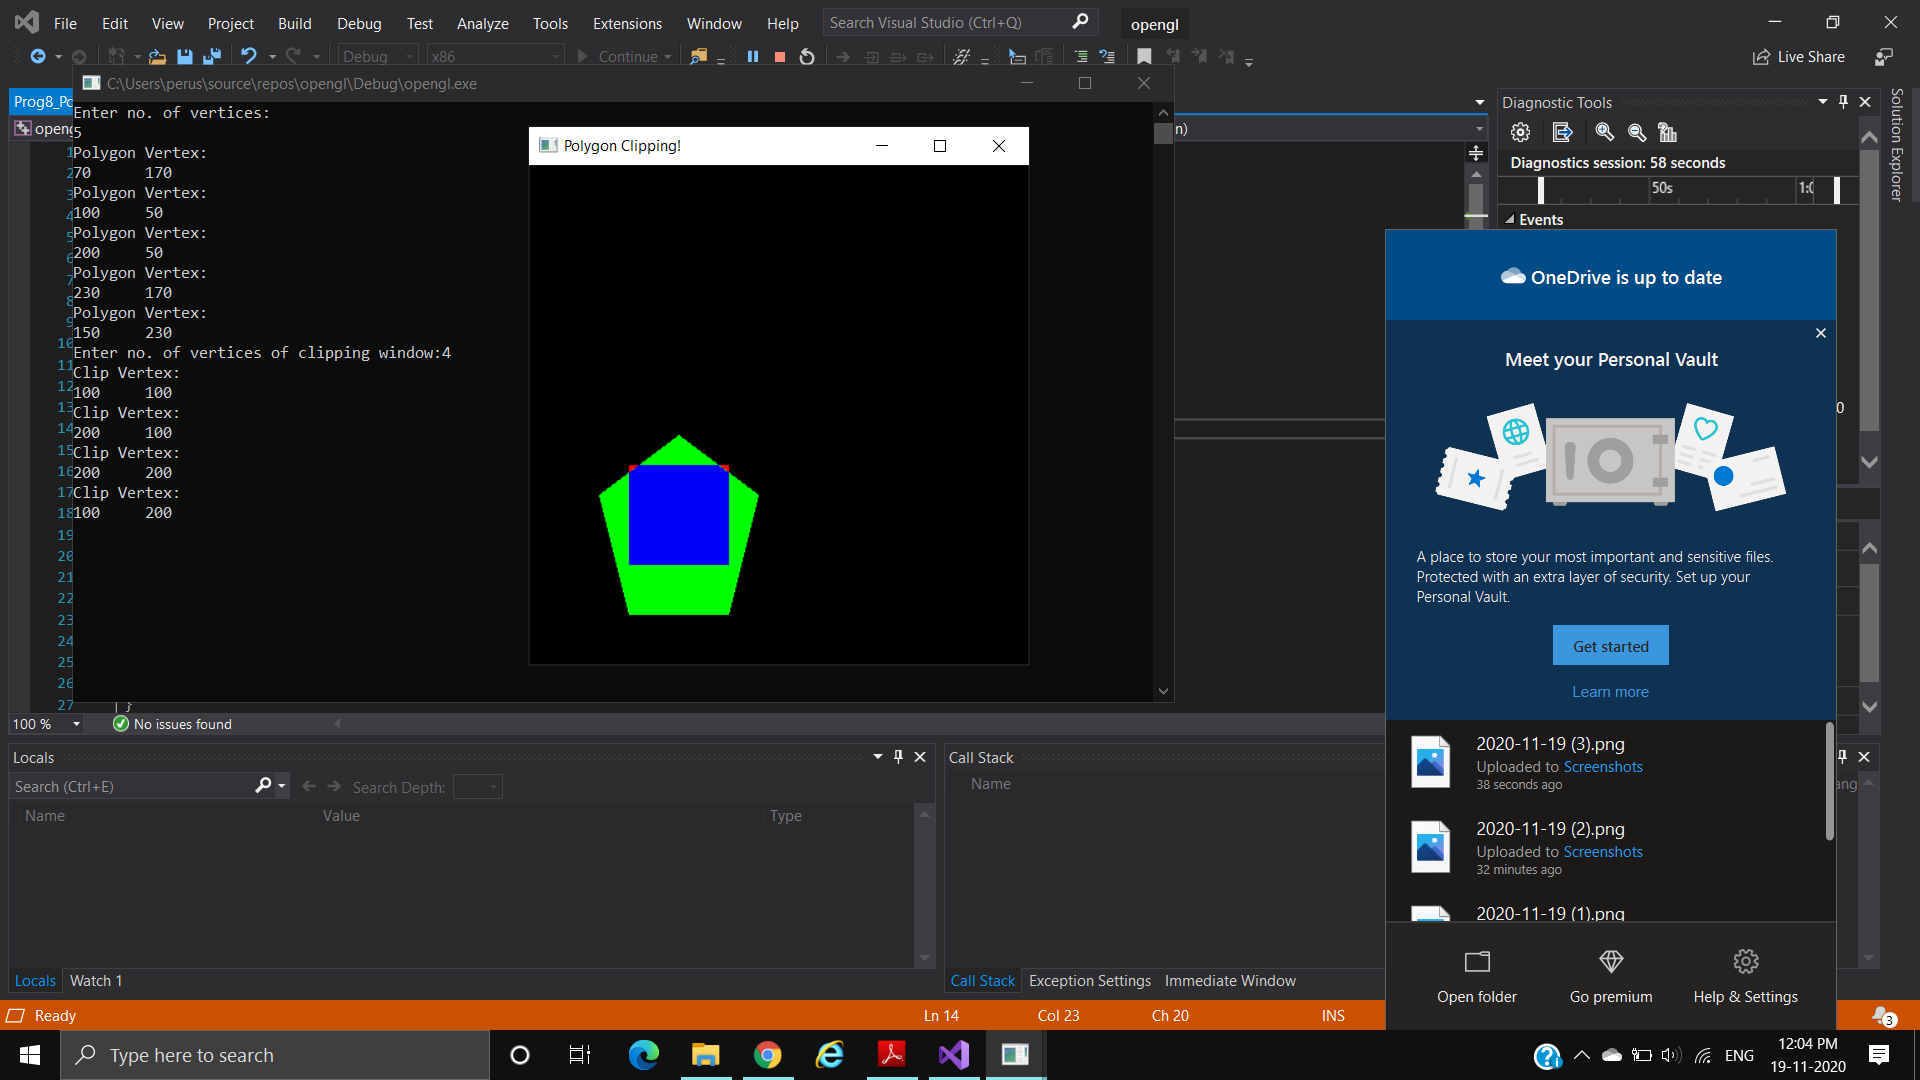 File Edit View Project Build Debug Test Analyze Tools Extensions Window Help Search Visual Studio (Ctrl+Q) opengl
Debug x86 Continue Live Share
C:\Users\perus\source\repos\opengl\Debug\opengl.exe
Enter no. of vertices:
5
Polygon Vertex:
70 170
Polygon Vertex:
100 50
Polygon Vertex:
200 50
Polygon Vertex:
230 170
Polygon Vertex:
150 230
Enter no. of vertices of clipping window:4
Clip Vertex:
100 100
Clip Vertex:
200 100
Clip Vertex:
200 200
Clip Vertex:
100 200
Polygon Clipping!
1
2
3
4
5
6
7
8
9
10
11
12
13
14
15
16
17
18
19
20
21
22
23
24
25
26
27 }
n)
100 % No issues found
Diagnostic Tools
Diagnostics session: 58 seconds
50s
Events
Solution Explorer
OneDrive is up to date
Meet your Personal Vault
A place to store your most important and sensitive files.
Protected with an extra layer of security. Set up your
Personal Vault.
Get started
Learn more
2020-11-19 (3).png
Uploaded to Screenshots
38 seconds ago
2020-11-19 (2).png
Uploaded to Screenshots
32 minutes ago
2020-11-19 (1).png
Open folder Go premium Help & Settings
Locals
Search (Ctrl+E) Search Depth:
Name Value Type
Locals Watch 1
Call Stack
Name
Call Stack Exception Settings Immediate Window
Ready Ln 14 Col 23 Ch 20 INS 3
Type here to search
ENG
12:04 PM
19-11-2020